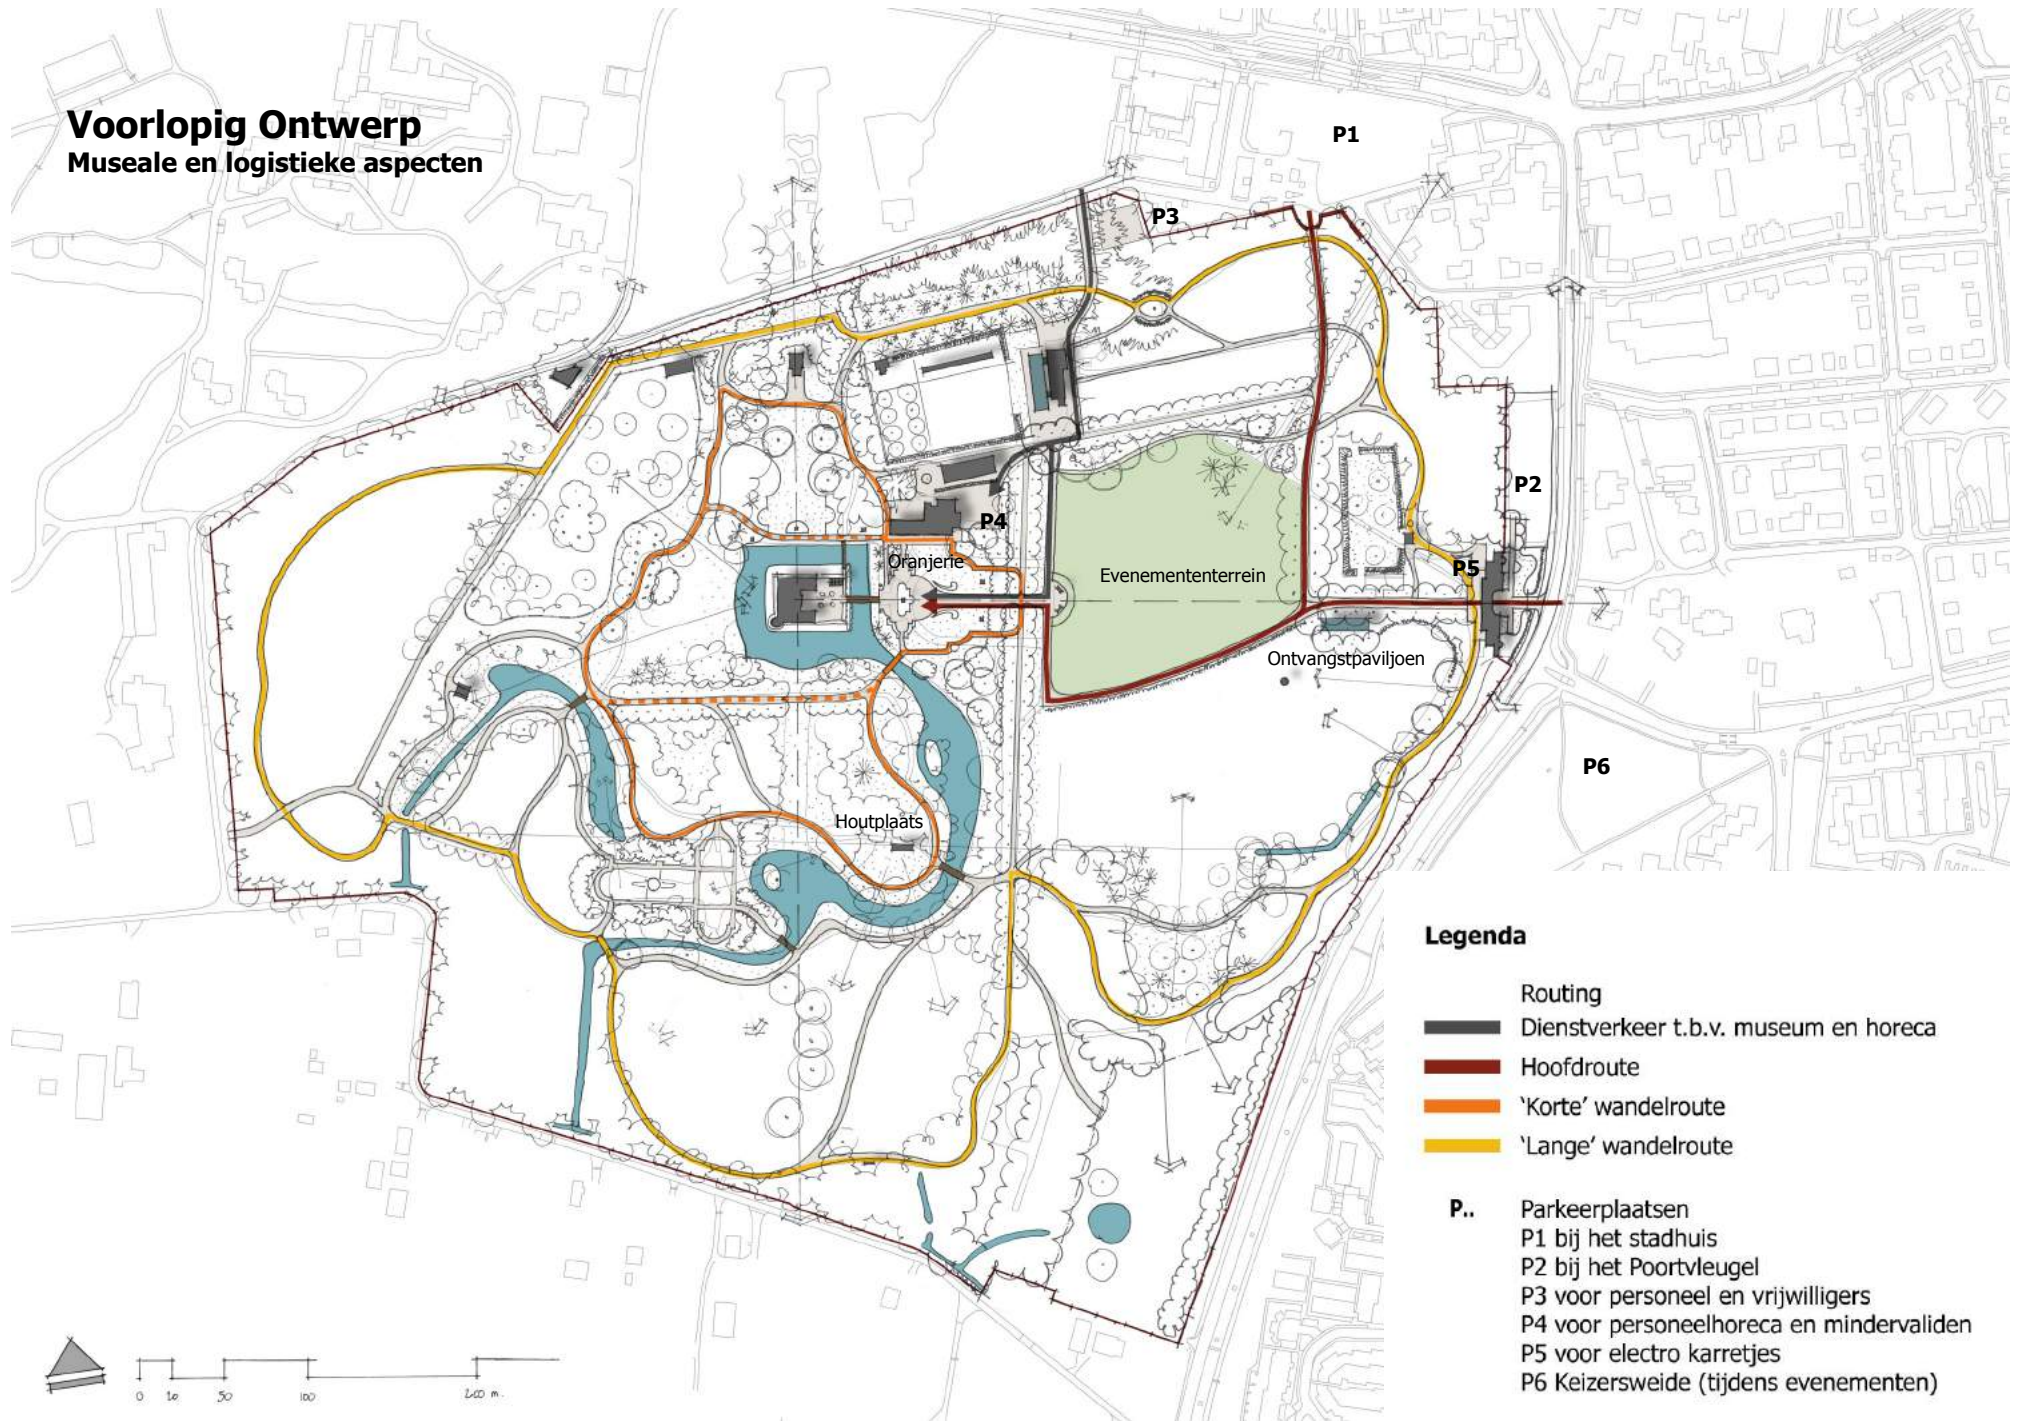 Voorlopig Ontwerp
Museale en logistieke aspecten
P1
P3
P2
P4
Oranjerie
Evenemententerrein
P5
Ontvangstpaviljoen
P6
Houtplaats
Legenda
Routing
Dienstverkeer t.b.v. museum en horeca
Hoofdroute
‘Korte’ wandelroute
‘Lange’ wandelroute
P.. Parkeerplaatsen
P1 bij het stadhuis
P2 bij het Poortvleugel
P3 voor personeel en vrijwilligers
P4 voor personeelhoreca en mindervaliden
P5 voor electro karretjes
P6 Keizersweide (tijdens evenementen)
0 20 50 100 200 m.